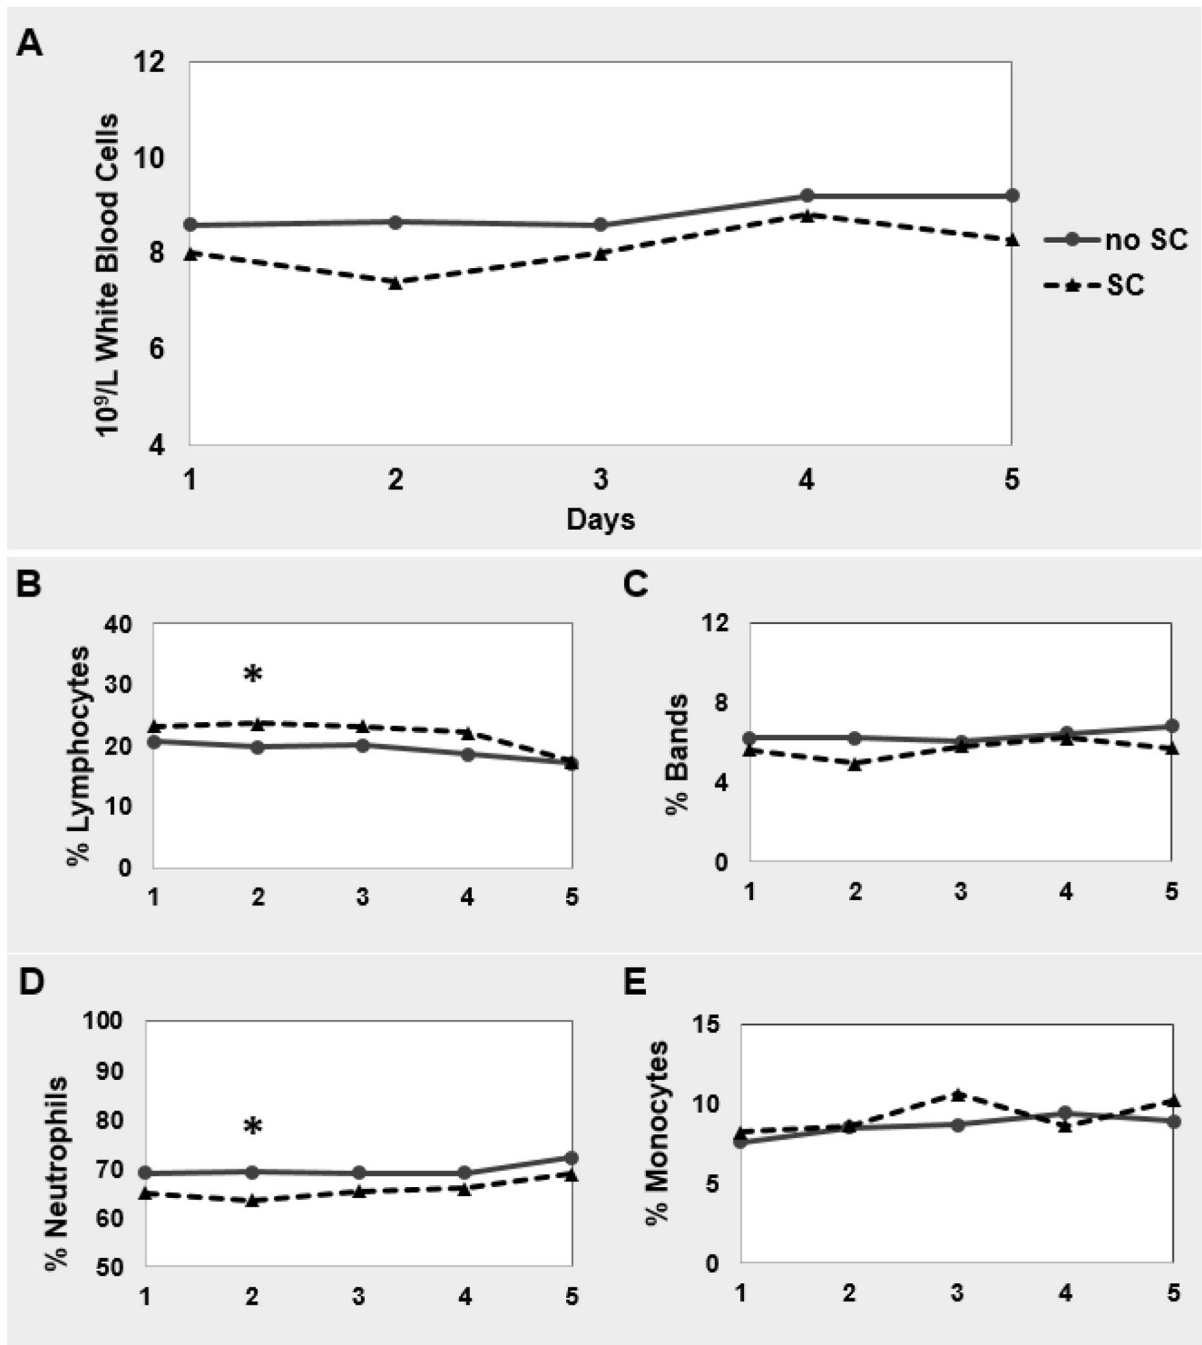 A
12
10
8
6
4
10⁹/L White Blood Cells
1 2 3 4 5
Days
no SC
SC
B
40
30
20
10
0
% Lymphocytes
*
1 2 3 4 5
C
12
8
4
0
% Bands
1 2 3 4 5
D
100
90
80
70
60
50
% Neutrophils
*
1 2 3 4 5
E
15
10
5
0
% Monocytes
1 2 3 4 5